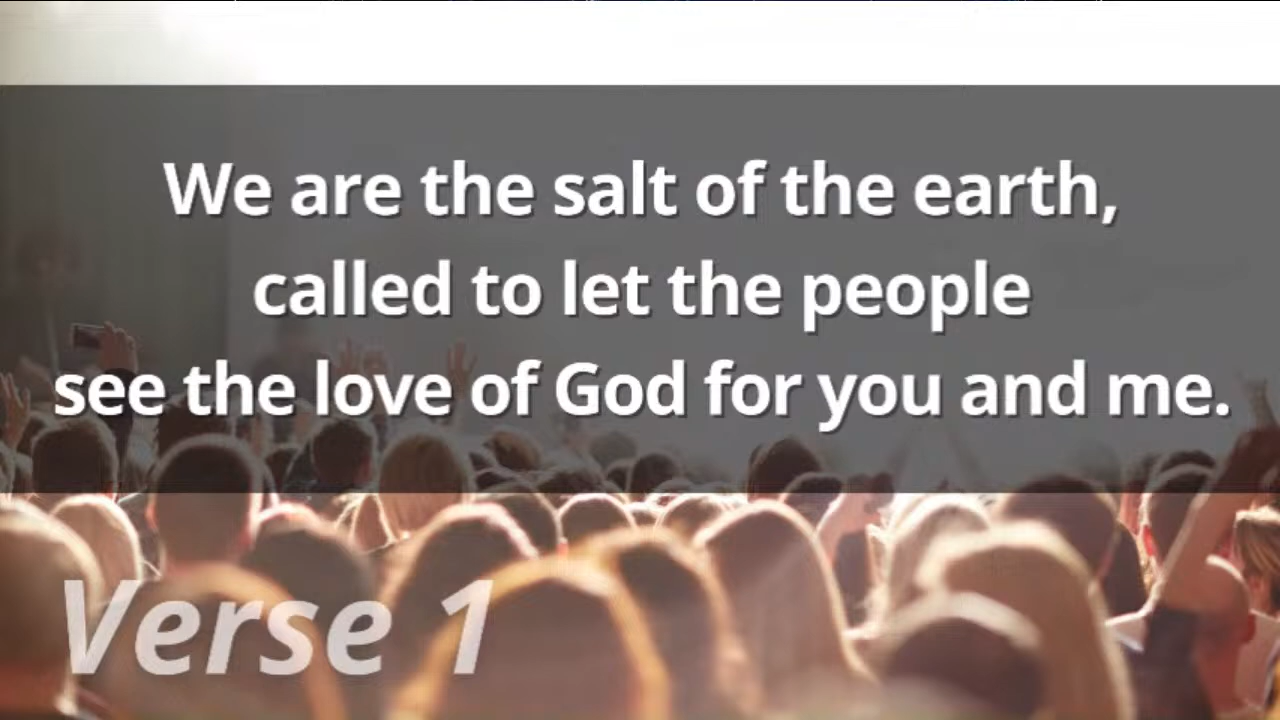 We are the salt of the earth,
called to let the people
see the love of God for you and me.
Verse 1